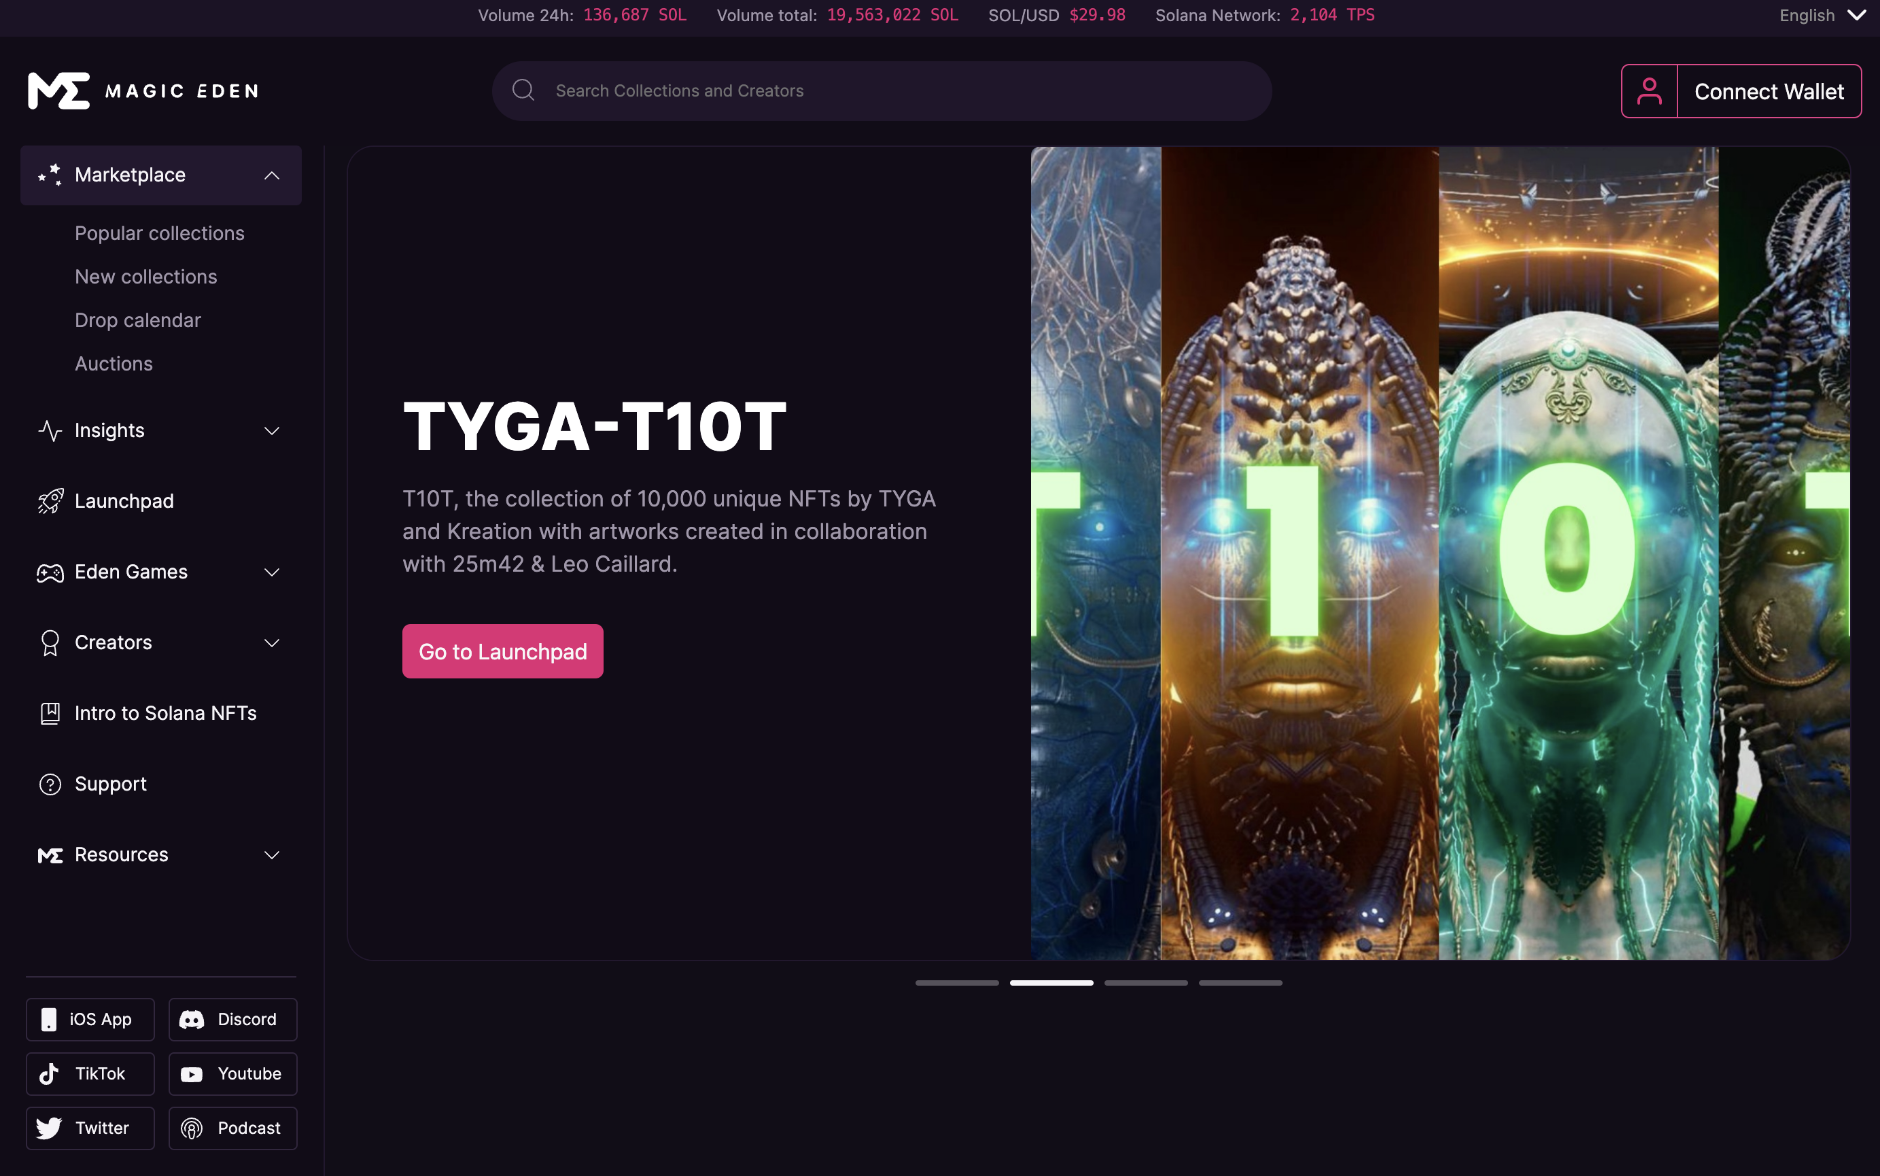 Volume 24h: 136,687 SOL Volume total: 19,563,022 SOL SOL/USD $29.98 Solana Network: 2,104 TPS English
MAGIC EDEN
Search Collections and Creators
Connect Wallet
Marketplace
Popular collections
New collections
Drop calendar
Auctions
Insights
Launchpad
Eden Games
Creators
Intro to Solana NFTs
Support
Resources
iOS App
Discord
TikTok
Youtube
Twitter
Podcast
TYGA-T10T
T10T, the collection of 10,000 unique NFTs by TYGA
and Kreation with artworks created in collaboration
with 25m42 & Leo Caillard.
Go to Launchpad
T10T